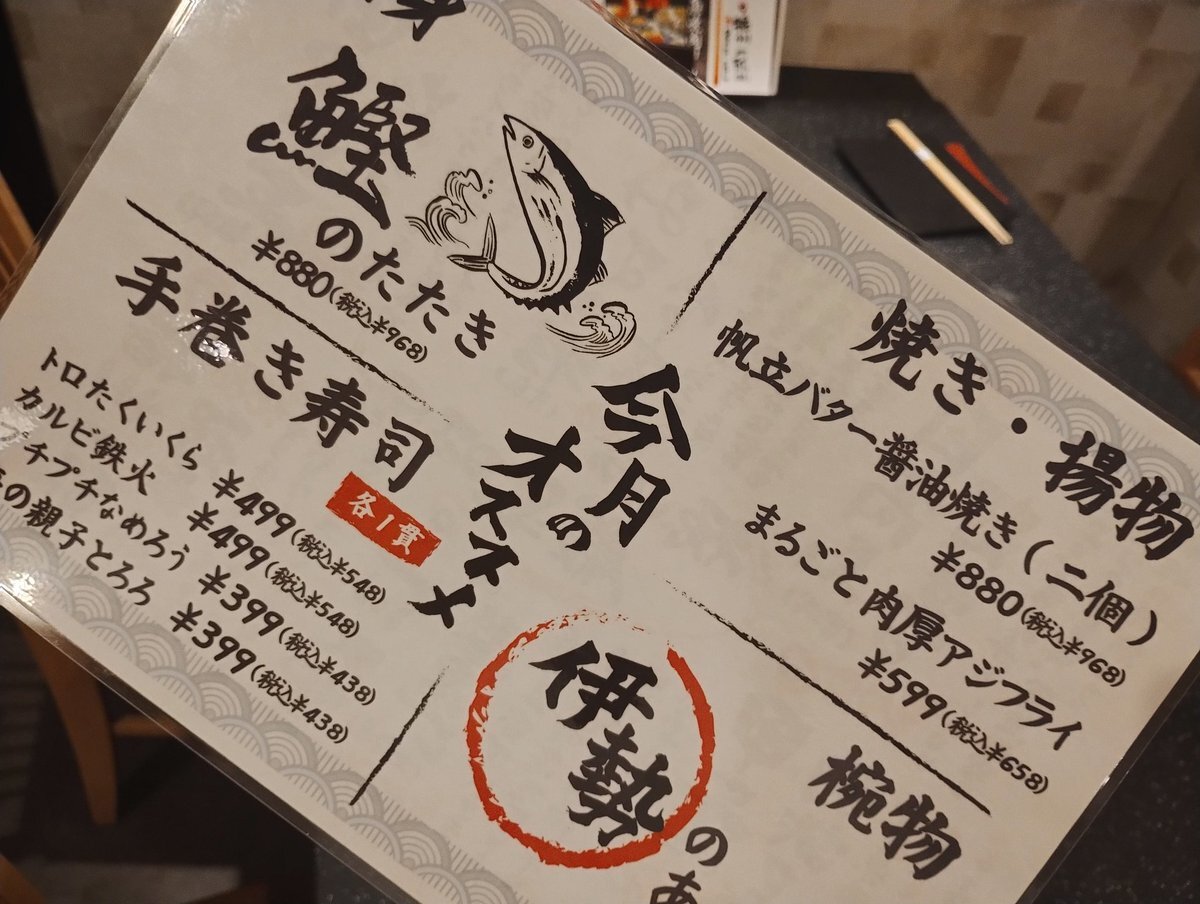 身
鰹のたたき
¥880(税込¥968)
手巻き寿司
各1貫
トロたくいくら ¥499(税込¥548)
カルビ鉄火 ¥499(税込¥548)
チプチなめろう ¥399(税込¥438)
の親子とろろ ¥399(税込¥438)
今月の
オススメ
焼き・揚物
帆立バター醤油焼き(二個)
¥880(税込¥968)
まるごと肉厚アジフライ
¥599(税込¥658)
椀物
伊勢のあ